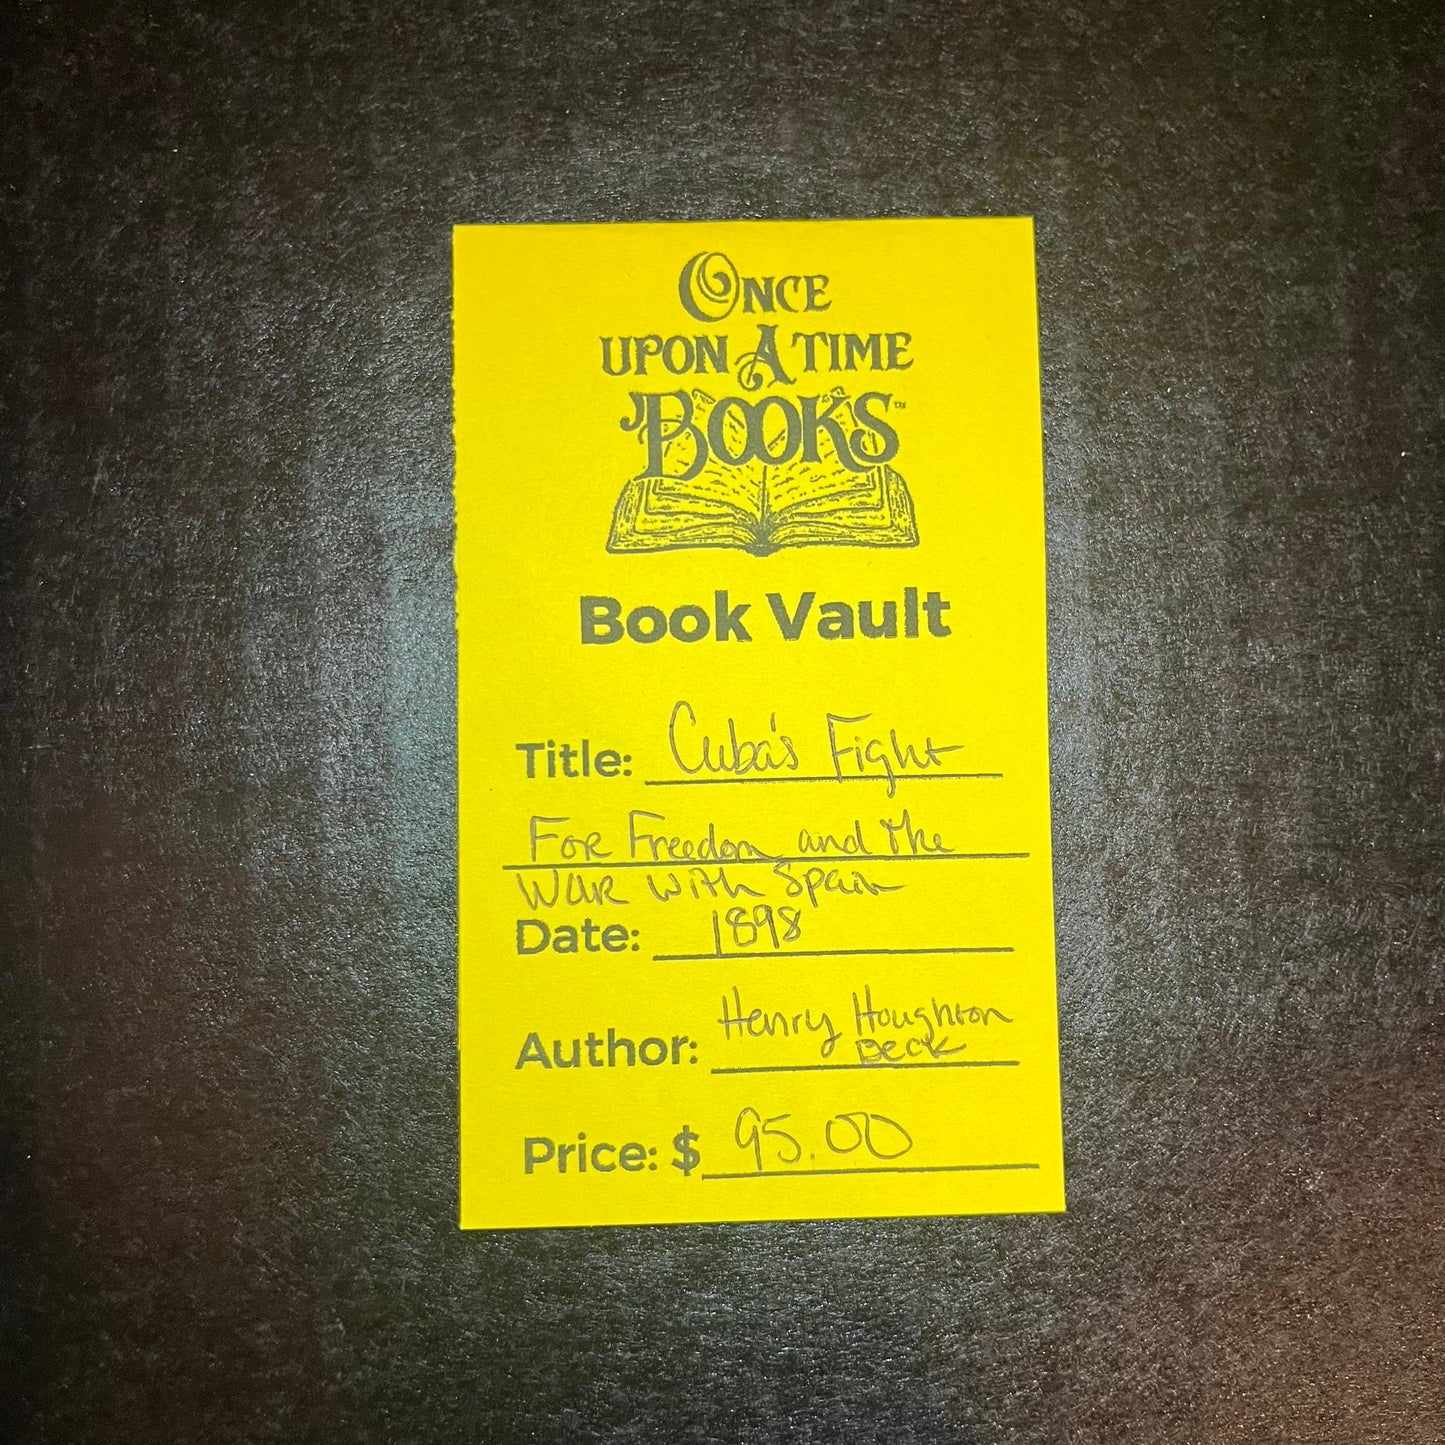 ONCE
UPON A TIME
BOOKS™
Book Vault
Title: Cuba's Fight
For Freedom and the
War with Spain
Date: 1898
Author: Henry Houghton
Beck
Price: $ 95.00